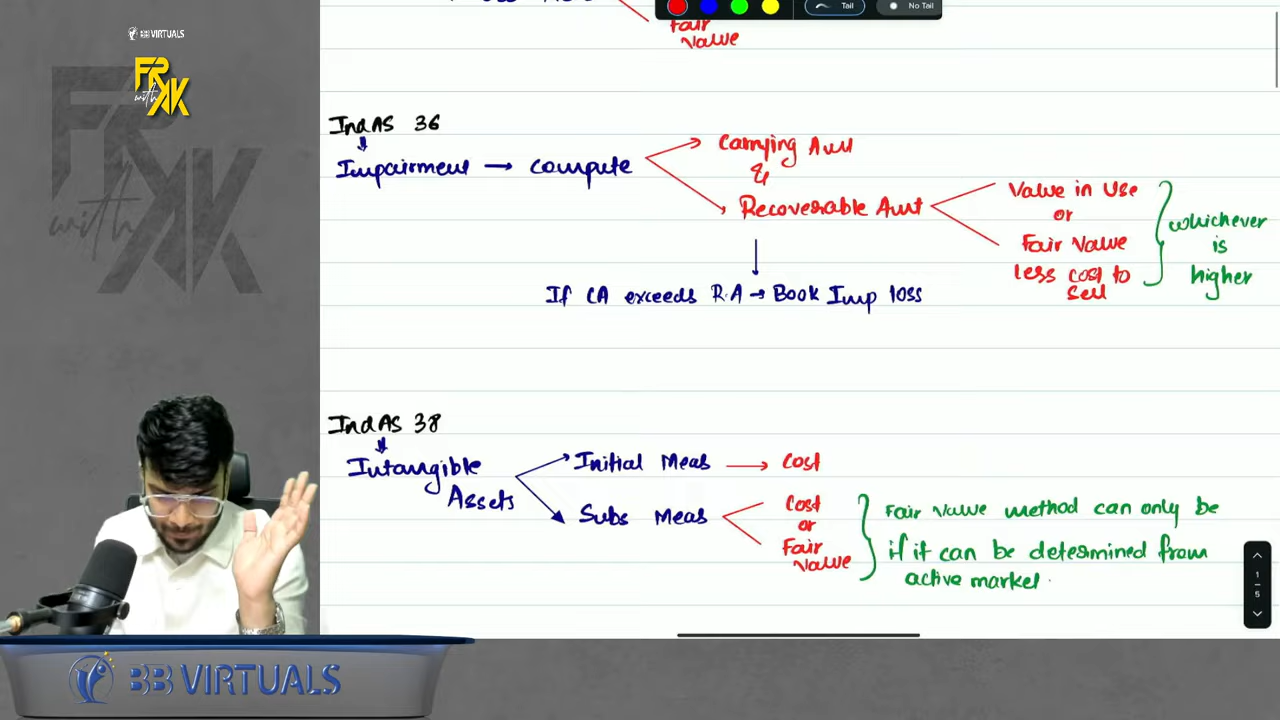 BB VIRTUALS
FR
with
KK
Tail
No Tail
Fair
Value
Ind AS 36
Impairment → Compute
Carrying Amt
&
Recoverable Amt
Value in Use
or
Fair Value
less cost to
Sell
whichever
is
higher
If CA exceeds R.A → Book Imp loss
Ind AS 38
Intangible
Assets
Initial Meas → Cost
Subs Meas
Cost
or
Fair
Value
Fair Value method can only be
if it can be determined from
active market
1
5
BB VIRTUALS